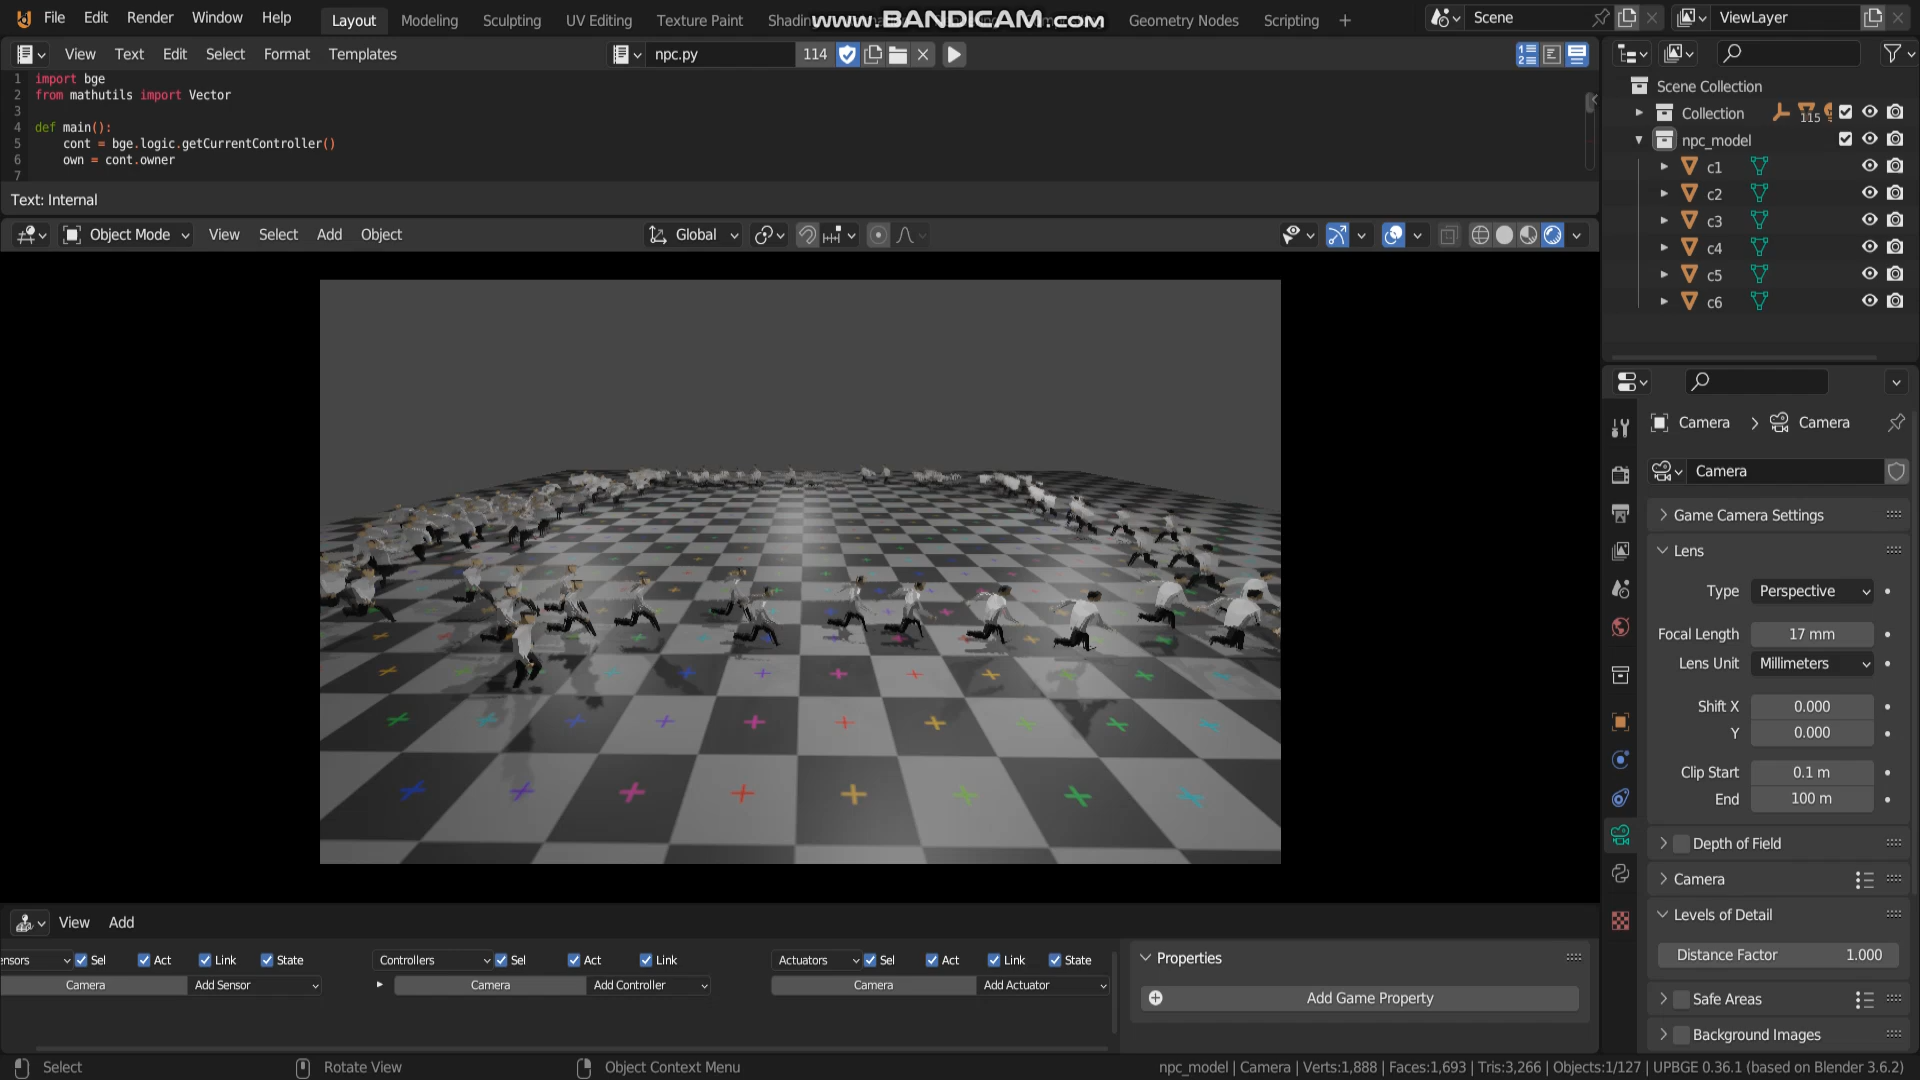 File Edit Render Window Help Layout Modeling Sculpting UV Editing Texture Paint Geometry Nodes Scripting Scene ViewLayer
www.BANDICAM.com
View Text Edit Select Format Templates npc.py 114
1 import bge
2 from mathutils import Vector
3
4 def main():
5 cont = bge.logic.getCurrentController()
6 own = cont.owner
7
Text: Internal
Object Mode View Select Add Object Global
Scene Collection
Collection 115
npc_model
c1
c2
c3
c4
c5
c6
Camera > Camera
Camera
Game Camera Settings
Lens
Type Perspective
Focal Length 17 mm
Lens Unit Millimeters
Shift X 0.000
Y 0.000
Clip Start 0.1 m
End 100 m
Depth of Field
Camera
Levels of Detail
Distance Factor 1.000
Safe Areas
Background Images
View Add
ensors Sel Act Link State Controllers Sel Act Link Actuators Sel Act Link State
Camera Add Sensor Camera Add Controller Camera Add Actuator
Properties
Add Game Property
Select Rotate View Object Context Menu
npc_model | Camera | Verts:1,888 | Faces:1,693 | Tris:3,266 | Objects:1/127 | UPBGE 0.36.1 (based on Blender 3.6.2)